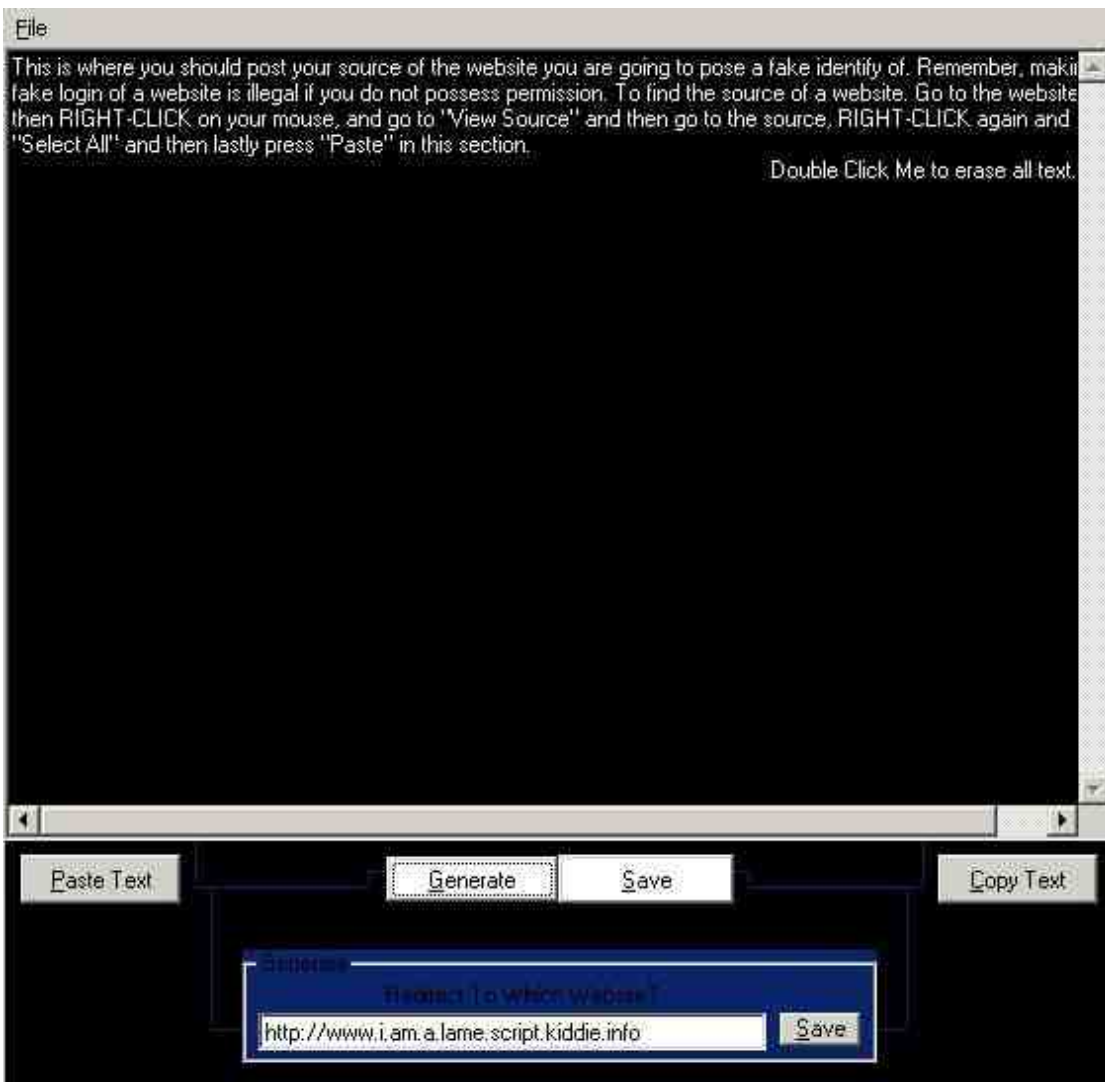 File
This is where you should post your source of the website you are going to pose a fake identify of. Remember, makin
fake login of a website is illegal if you do not possess permission. To find the source of a website. Go to the website
then RIGHT-CLICK on your mouse, and go to "View Source" and then go to the source, RIGHT-CLICK again and
"Select All" and then lastly press "Paste" in this section.
Double Click Me to erase all text.
Paste Text
Generate
Save
Copy Text
Generate
Redirect To Which Website?
http://www.i.am.a.lame.script.kiddie.info
Save